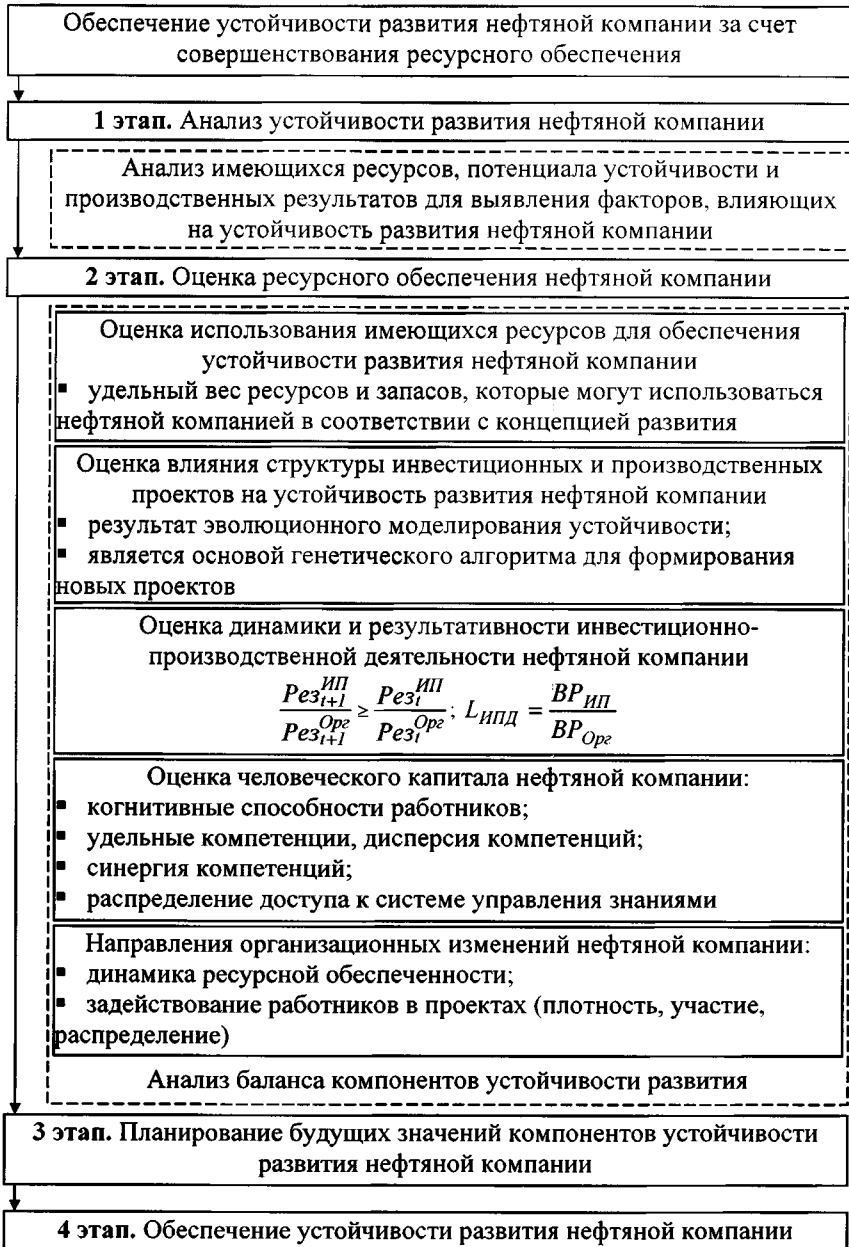 Обеспечение устойчивости развития нефтяной компании за счет
совершенствования ресурсного обеспечения
1 этап. Анализ устойчивости развития нефтяной компании
Анализ имеющихся ресурсов, потенциала устойчивости и
производственных результатов для выявления факторов, влияющих
на устойчивость развития нефтяной компании
2 этап. Оценка ресурсного обеспечения нефтяной компании
Оценка использования имеющихся ресурсов для обеспечения
устойчивости развития нефтяной компании
▪ удельный вес ресурсов и запасов, которые могут использоваться
нефтяной компанией в соответствии с концепцией развития
Оценка влияния структуры инвестиционных и производственных
проектов на устойчивость развития нефтяной компании
▪ результат эволюционного моделирования устойчивости;
▪ является основой генетического алгоритма для формирования
новых проектов
Оценка динамики и результативности инвестиционно-
производственной деятельности нефтяной компании
Рез_{t+1}^{ИП} / Рез_{t+1}^{Орг} ≥ Рез_t^{ИП} / Рез_t^{Орг}; L_{ИПД} = ВР_{ИП} / ВР_{Орг}
Оценка человеческого капитала нефтяной компании:
▪ когнитивные способности работников;
▪ удельные компетенции, дисперсия компетенций;
▪ синергия компетенций;
▪ распределение доступа к системе управления знаниями
Направления организационных изменений нефтяной компании:
▪ динамика ресурсной обеспеченности;
▪ задействование работников в проектах (плотность, участие,
распределение)
Анализ баланса компонентов устойчивости развития
3 этап. Планирование будущих значений компонентов устойчивости
развития нефтяной компании
4 этап. Обеспечение устойчивости развития нефтяной компании